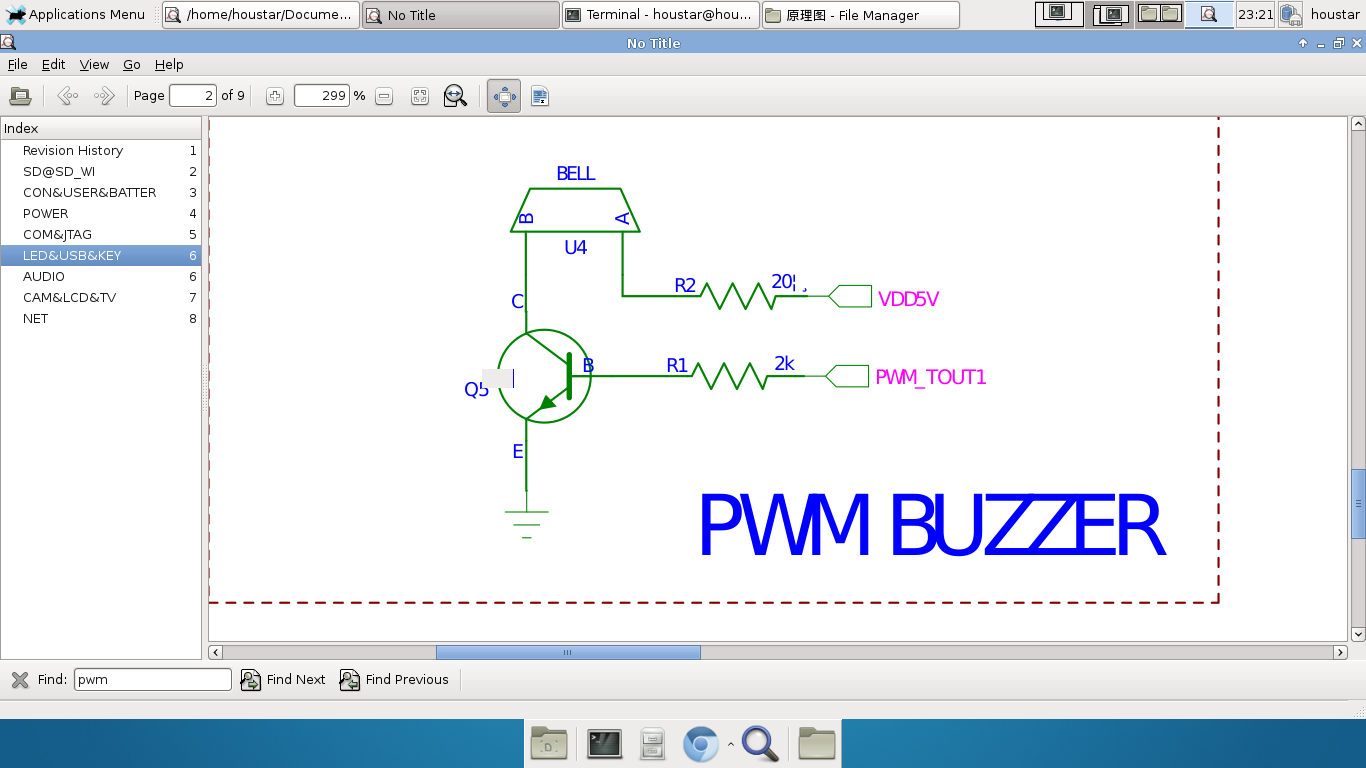 Applications Menu
/home/houstar/Docume...
No Title
Terminal - houstar@hou...
原理图 - File Manager
23:21
houstar
No Title
File Edit View Go Help
Page 2 of 9
299 %
Index
Revision History 1
SD@SD_WI 2
CON&USER&BATTER 3
POWER 4
COM&JTAG 5
LED&USB&KEY 6
AUDIO 6
CAM&LCD&TV 7
NET 8
BELL
B A
U4
R2
VDD5V
C
B
R1 2k
PWM_TOUT1
Q5
E
PWM BUZZER
Find: pwm
Find Next
Find Previous